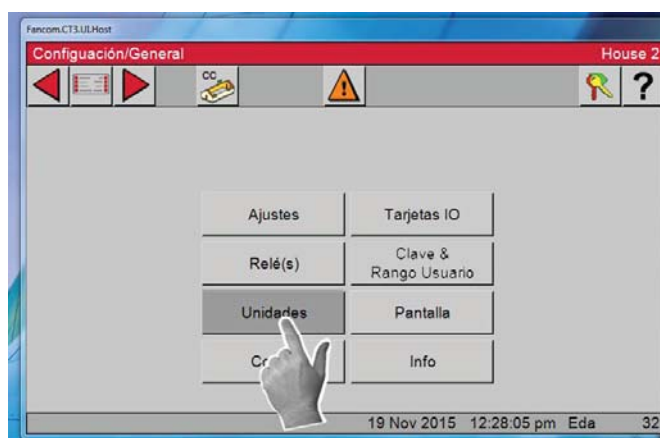 Fancom.CT3.UI.Host
Configuación/General House 2
CC
?
Ajustes Tarjetas IO
Relé(s) Clave &
Rango Usuario
Unidades Pantalla
Info
19 Nov 2015 12:28:05 pm Eda 32